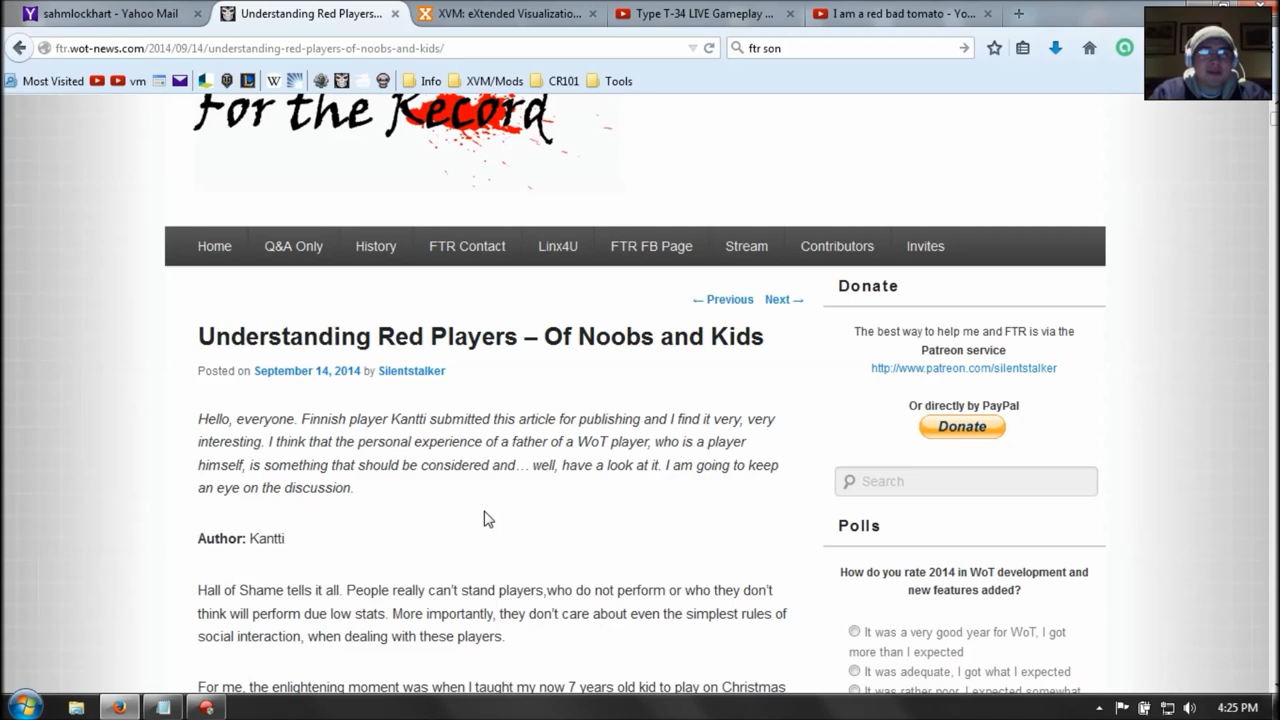 sahmlockhart - Yahoo Mail
Understanding Red Players...
XVM: eXtended Visualizatio...
Type T-34 LIVE Gameplay ...
I am a red bad tomato - Yo...
ftr.wot-news.com/2014/09/14/understanding-red-players-of-noobs-and-kids/
ftr son
Most Visited
vm
Info
XVM/Mods
CR101
Tools
For the Record
Home
Q&A Only
History
FTR Contact
Linx4U
FTR FB Page
Stream
Contributors
Invites
← Previous
Next →
Understanding Red Players – Of Noobs and Kids
Posted on September 14, 2014 by Silentstalker
Hello, everyone. Finnish player Kantti submitted this article for publishing and I find it very, very
interesting. I think that the personal experience of a father of a WoT player, who is a player
himself, is something that should be considered and… well, have a look at it. I am going to keep
an eye on the discussion.
Author: Kantti
Hall of Shame tells it all. People really can't stand players,who do not perform or who they don't
think will perform due low stats. More importantly, they don't care about even the simplest rules of
social interaction, when dealing with these players.
For me, the enlightening moment was when I taught my now 7 years old kid to play on Christmas
Donate
The best way to help me and FTR is via the
Patreon service
http://www.patreon.com/silentstalker
Or directly by PayPal
Donate
Search
Polls
How do you rate 2014 in WoT development and
new features added?
It was a very good year for WoT, I got
more than I expected
It was adequate, I got what I expected
It was rather poor, I expected somewhat
4:25 PM